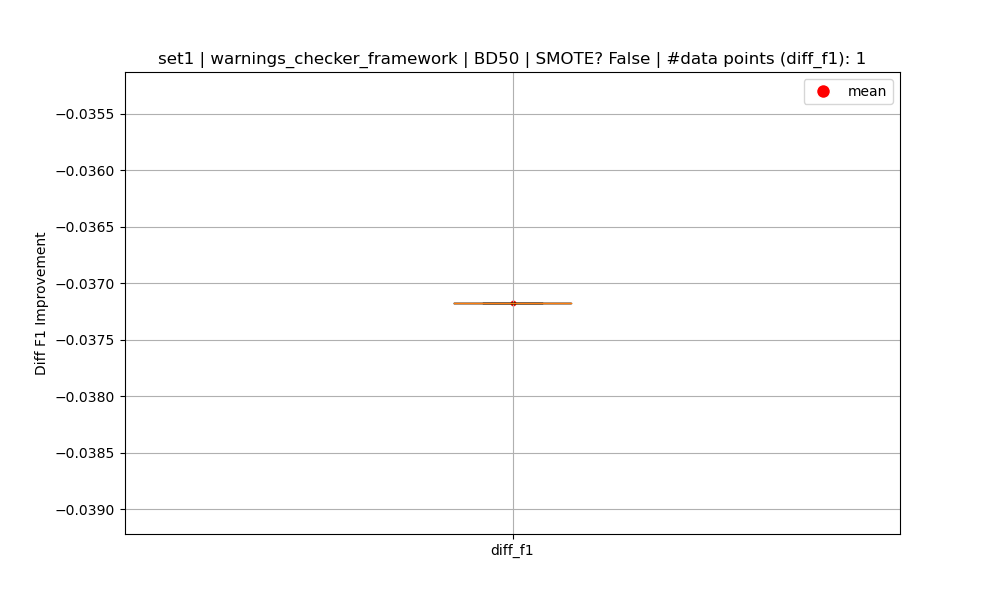 set1 | warnings_checker_framework | BD50 | SMOTE? False | #data points (diff_f1): 1
mean
−0.0355
−0.0360
−0.0365
−0.0370
−0.0375
−0.0380
−0.0385
−0.0390
Diff F1 Improvement
diff_f1